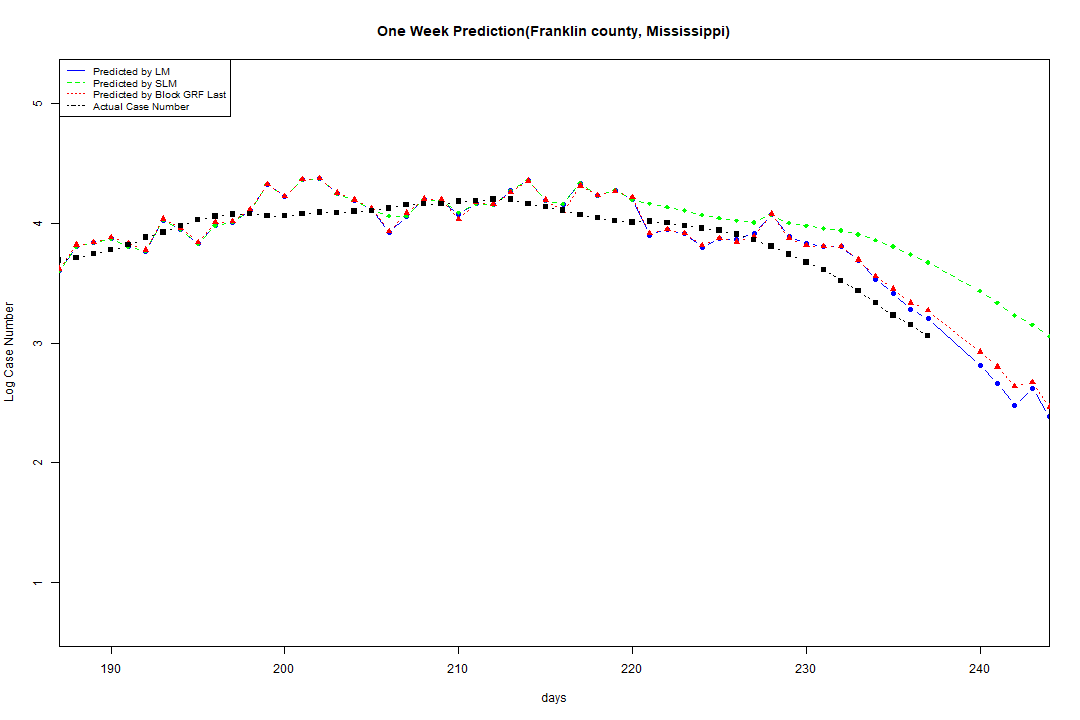 One Week Prediction(Franklin county, Mississippi)
Predicted by LM
Predicted by SLM
Predicted by Block GRF Last
Actual Case Number
5
4
3
2
1
Log Case Number
190 200 210 220 230 240
days